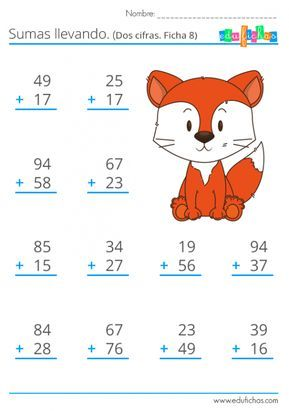 Nombre:
edufichas
Sumas llevando. (Dos cifras. Ficha 8)
49 25
+ 17 + 17
94 67
+ 58 + 23
85 34 19 94
+ 15 + 27 + 56 + 37
84 67 23 39
+ 28 + 76 + 49 + 16
www.edufichas.com